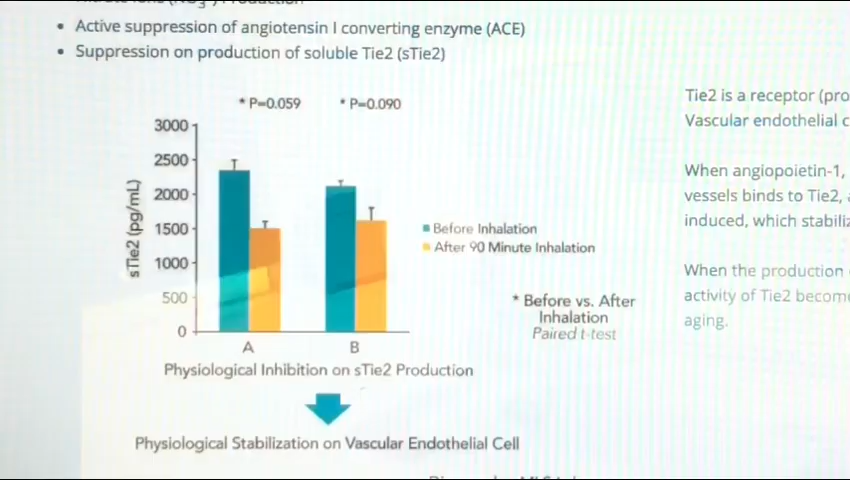 Active suppression of angiotensin I converting enzyme (ACE)
Suppression on production of soluble Tie2 (sTie2)
* P=0.059
* P=0.090
3000
2500
2000
1500
1000
500
0
sTie2 (pg/mL)
A
B
Before Inhalation
After 90 Minute Inhalation
* Before vs. After
Inhalation
Paired t-test
Physiological Inhibition on sTie2 Production
Physiological Stabilization on Vascular Endothelial Cell
Tie2 is a receptor (pro
Vascular endothelial c
When angiopoietin-1,
vessels binds to Tie2,
induced, which stabiliz
When the production
activity of Tie2 becom
aging.